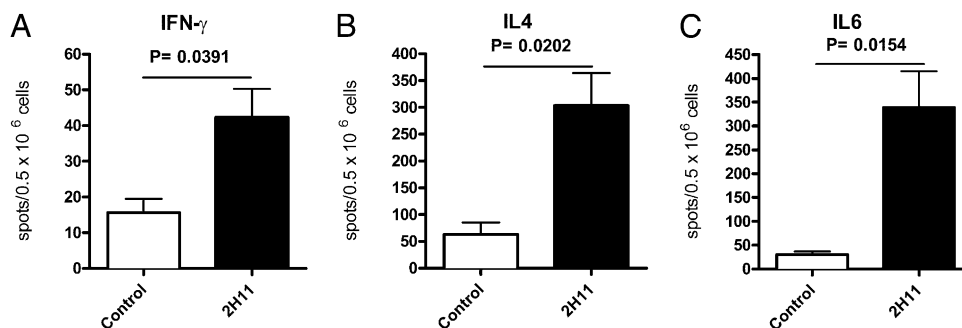 A
IFN-γ
P= 0.0391
spots/0.5 x 10 6 cells
60
50
40
30
20
10
0
Control
2H11
B
IL4
P= 0.0202
spots/0.5 x 10 6 cells
400
350
300
250
200
150
100
50
0
Control
2H11
C
IL6
P= 0.0154
spots/0.5 x 10 6 cells
450
400
350
300
250
200
150
100
50
0
Control
2H11